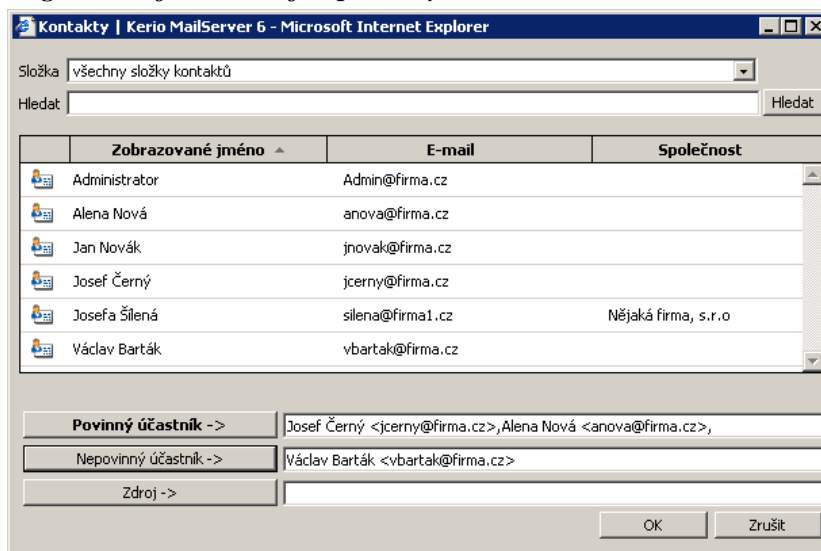 Kontakty | Kerio MailServer 6 - Microsoft Internet Explorer
Složka všechny složky kontaktů
Hledat Hledat
Zobrazované jméno E-mail Společnost
Administrator Admin@firma.cz
Alena Nová anova@firma.cz
Jan Novák jnovak@firma.cz
Josef Černý jcerny@firma.cz
Josefa Šílená silena@firma1.cz Nějaká firma, s.r.o
Václav Barták vbartak@firma.cz
Povinný účastník -> Josef Černý <jcerny@firma.cz>,Alena Nová <anova@firma.cz>,
Nepovinný účastník -> Václav Barták <vbartak@firma.cz>
Zdroj ->
OK Zrušit